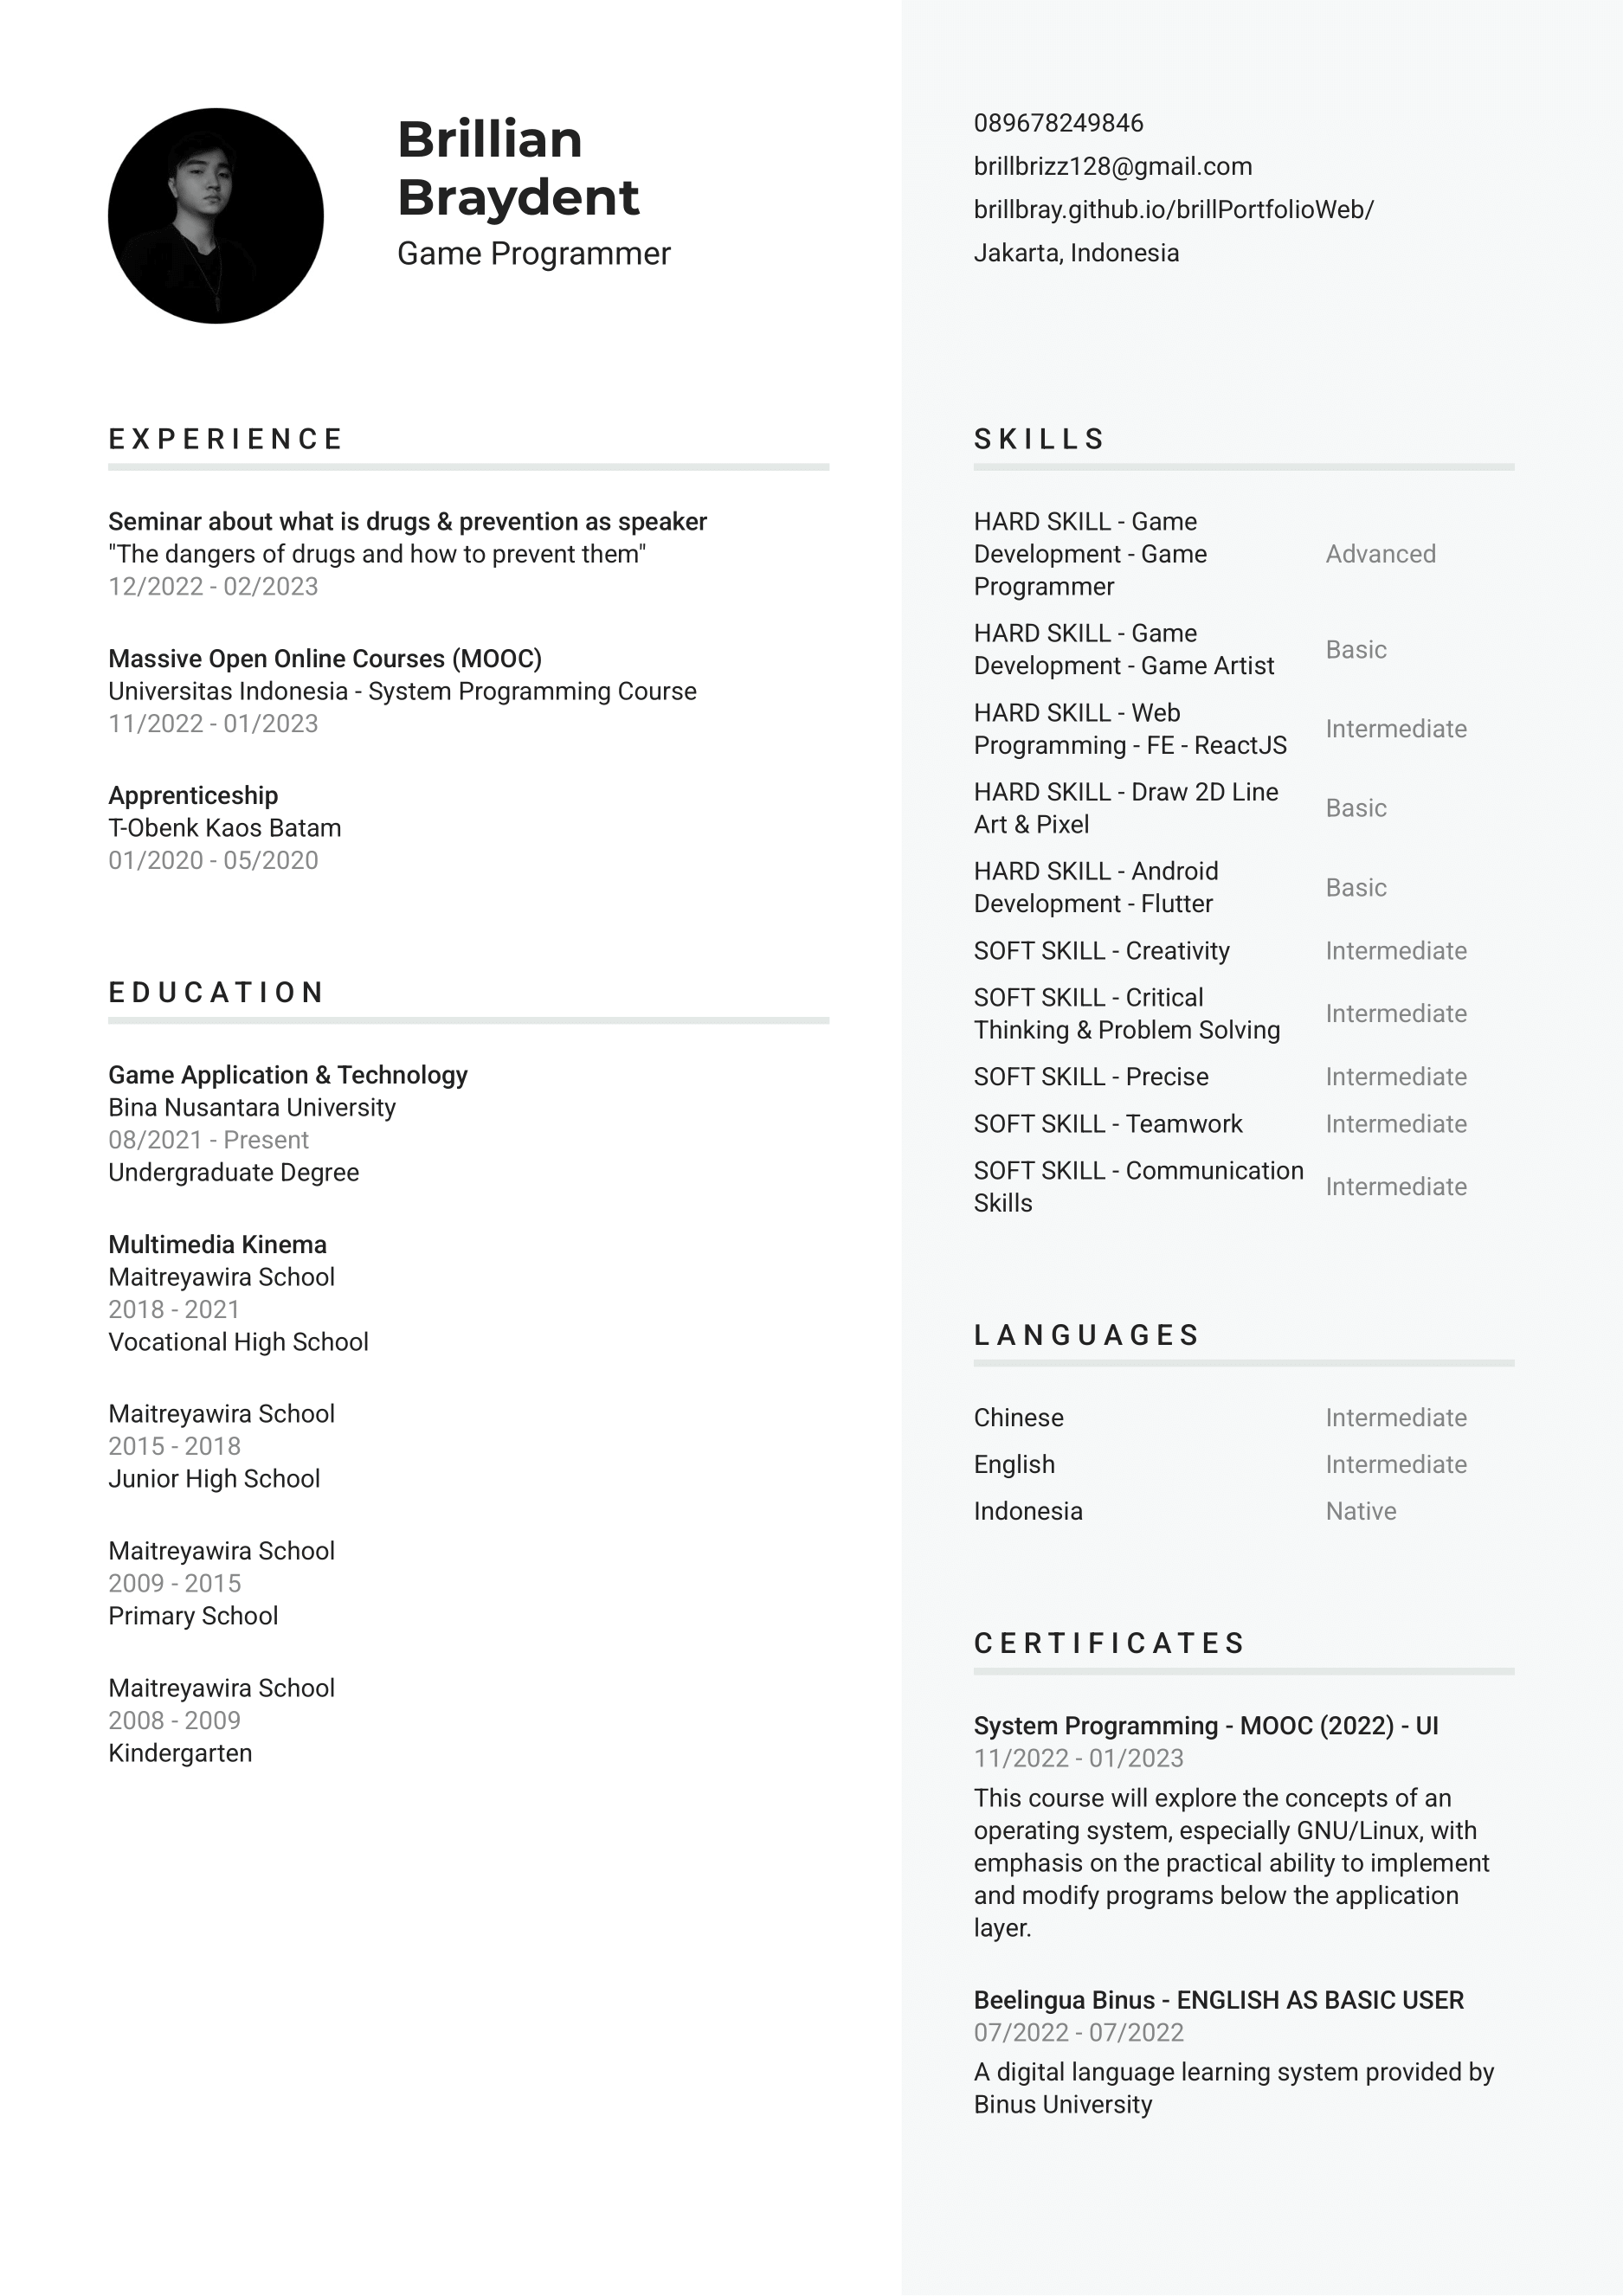 Brillian
Braydent
Game Programmer
089678249846
brillbrizz128@gmail.com
brillbray.github.io/brillPortfolioWeb/
Jakarta, Indonesia
EXPERIENCE
Seminar about what is drugs & prevention as speaker
"The dangers of drugs and how to prevent them"
12/2022 - 02/2023
Massive Open Online Courses (MOOC)
Universitas Indonesia - System Programming Course
11/2022 - 01/2023
Apprenticeship
T-Obenk Kaos Batam
01/2020 - 05/2020
EDUCATION
Game Application & Technology
Bina Nusantara University
08/2021 - Present
Undergraduate Degree
Multimedia Kinema
Maitreyawira School
2018 - 2021
Vocational High School
Maitreyawira School
2015 - 2018
Junior High School
Maitreyawira School
2009 - 2015
Primary School
Maitreyawira School
2008 - 2009
Kindergarten
SKILLS
HARD SKILL - Game
Development - Game
Programmer
Advanced
HARD SKILL - Game
Development - Game Artist
Basic
HARD SKILL - Web
Programming - FE - ReactJS
Intermediate
HARD SKILL - Draw 2D Line
Art & Pixel
Basic
HARD SKILL - Android
Development - Flutter
Basic
SOFT SKILL - Creativity
Intermediate
SOFT SKILL - Critical
Thinking & Problem Solving
Intermediate
SOFT SKILL - Precise
Intermediate
SOFT SKILL - Teamwork
Intermediate
SOFT SKILL - Communication
Skills
Intermediate
LANGUAGES
Chinese
Intermediate
English
Intermediate
Indonesia
Native
CERTIFICATES
System Programming - MOOC (2022) - UI
11/2022 - 01/2023
This course will explore the concepts of an
operating system, especially GNU/Linux, with
emphasis on the practical ability to implement
and modify programs below the application
layer.
Beelingua Binus - ENGLISH AS BASIC USER
07/2022 - 07/2022
A digital language learning system provided by
Binus University